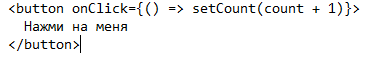 <button onClick={() => setCount(count + 1)}>
  Нажми на меня
</button>